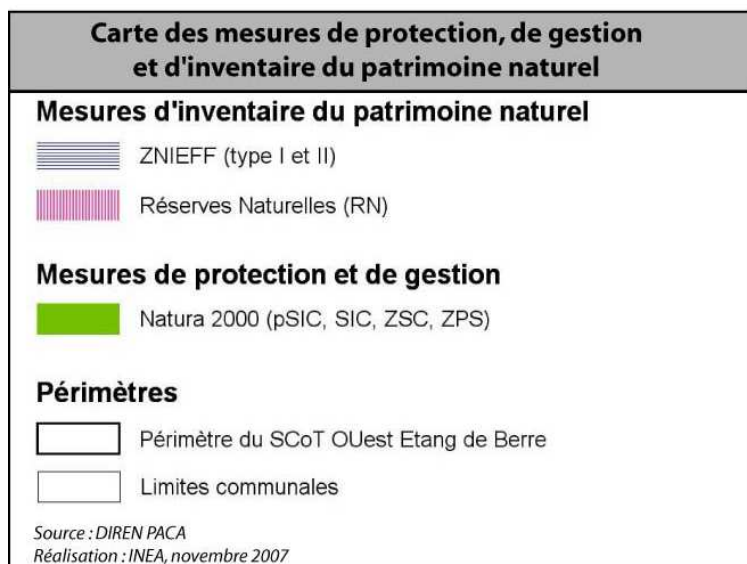 Carte des mesures de protection, de gestion
et d'inventaire du patrimoine naturel
Mesures d'inventaire du patrimoine naturel
ZNIEFF (type I et II)
Réserves Naturelles (RN)
Mesures de protection et de gestion
Natura 2000 (pSIC, SIC, ZSC, ZPS)
Périmètres
Périmètre du SCoT OUest Etang de Berre
Limites communales
Source : DIREN PACA
Réalisation : INEA, novembre 2007